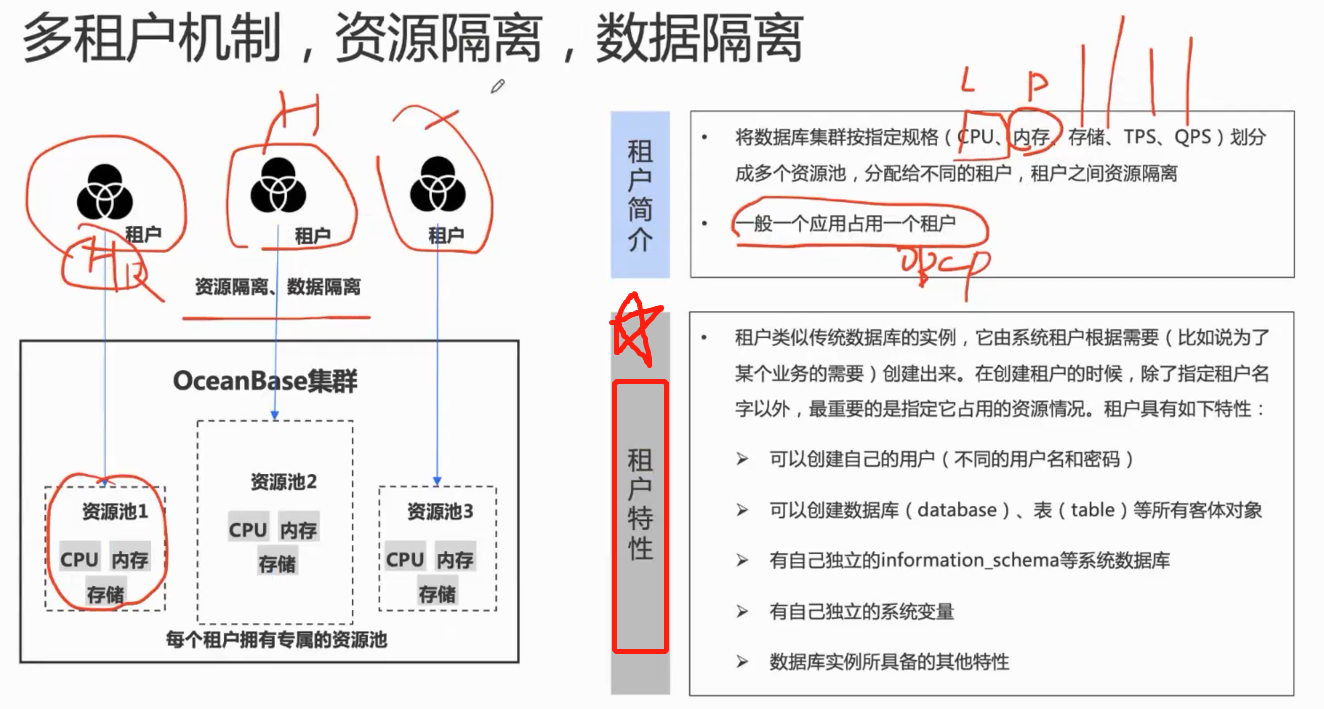 多租户机制，资源隔离，数据隔离
租户
租户
租户
资源隔离、数据隔离
OceanBase集群
资源池1
CPU 内存
存储
资源池2
CPU 内存
存储
资源池3
CPU 内存
存储
每个租户拥有专属的资源池
租户简介
• 将数据库集群按指定规格（CPU、内存、存储、TPS、QPS）划分
成多个资源池，分配给不同的租户，租户之间资源隔离
• 一般一个应用占用一个租户
租户特性
• 租户类似传统数据库的实例，它由系统租户根据需要（比如说为了
某个业务的需要）创建出来。在创建租户的时候，除了指定租户名
字以外，最重要的是指定它占用的资源情况。租户具有如下特性：
➢ 可以创建自己的用户（不同的用户名和密码）
➢ 可以创建数据库（database）、表（table）等所有客体对象
➢ 有自己独立的information_schema等系统数据库
➢ 有自己独立的系统变量
➢ 数据库实例所具备的其他特性